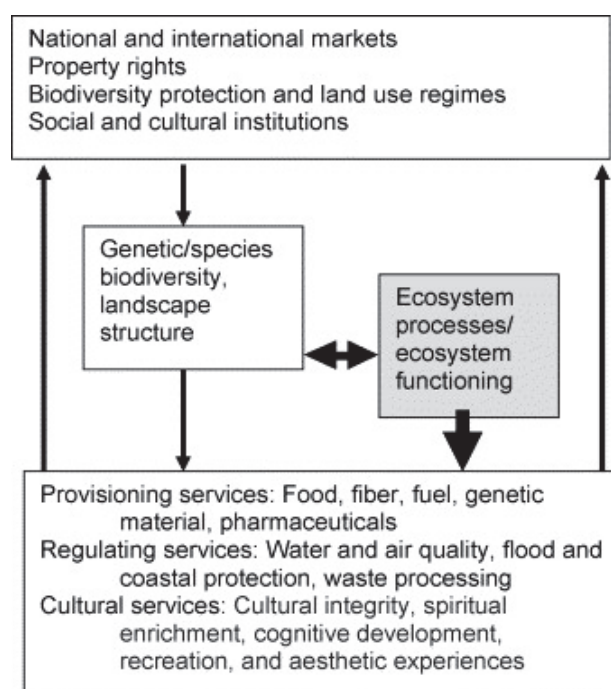 National and international markets
Property rights
Biodiversity protection and land use regimes
Social and cultural institutions
Genetic/species
biodiversity,
landscape
structure
Ecosystem
processes/
ecosystem
functioning
Provisioning services: Food, fiber, fuel, genetic
material, pharmaceuticals
Regulating services: Water and air quality, flood and
coastal protection, waste processing
Cultural services: Cultural integrity, spiritual
enrichment, cognitive development,
recreation, and aesthetic experiences